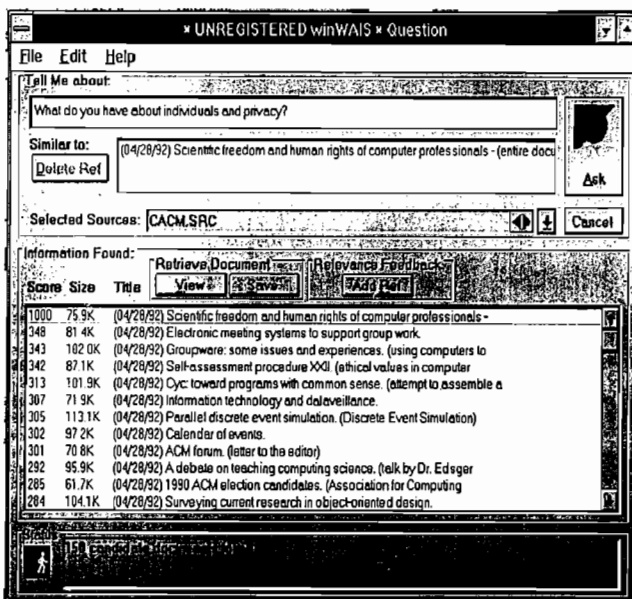 × UNREGISTERED winWAIS × Question
File Edit Help
Tell Me about:
What do you have about individuals and privacy?
Similar to:
Delete Ref
(04/28/92) Scientific freedom and human rights of computer professionals - (entire docu
Ask
Selected Sources: CACM.SRC
Cancel
Information Found:
Retrieve Document
Relevance Feedback
Score Size Title View Save Add Ref
1000 75.9K (04/28/92) Scientific freedom and human rights of computer professionals -
348 81.4K (04/28/92) Electronic meeting systems to support group work.
343 102.0K (04/28/92) Groupware: some issues and experiences. (using computers to
342 87.1K (04/28/92) Self-assessment procedure XXII. (ethical values in computer
313 101.9K (04/28/92) Cyc: toward programs with common sense. (attempt to assemble a
307 71.9K (04/28/92) Information technology and dataveillance.
305 113.1K (04/28/92) Parallel discrete event simulation. (Discrete Event Simulation)
302 97.2K (04/28/92) Calendar of events.
301 70.8K (04/28/92) ACM forum. (letter to the editor)
292 95.9K (04/28/92) A debate on teaching computing science. (talk by Dr. Edsger
285 61.7K (04/28/92) 1990 ACM election candidates. (Association for Computing
284 104.1K (04/28/92) Surveying current research in object-oriented design.
Status